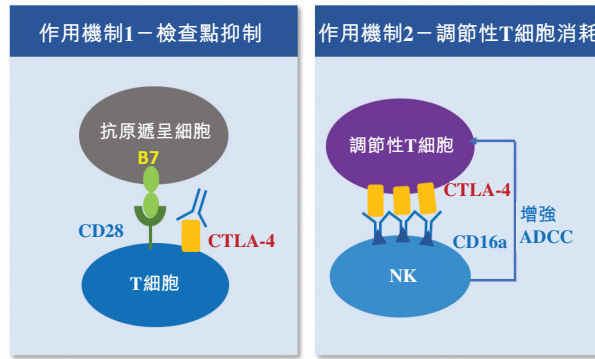 作用機制1－檢查點抑制
抗原遞呈細胞
B7
CD28
CTLA-4
T細胞
作用機制2－調節性T細胞消耗
調節性T細胞
CTLA-4
增強
ADCC
CD16a
NK